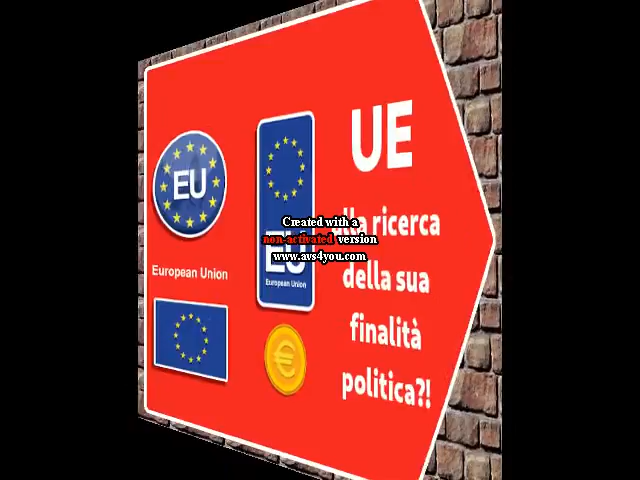 UE
alla ricerca
della sua
finalità
politica?!
EU
European Union
EU
European Union
Created with a
non-activated version
www.avs4you.com